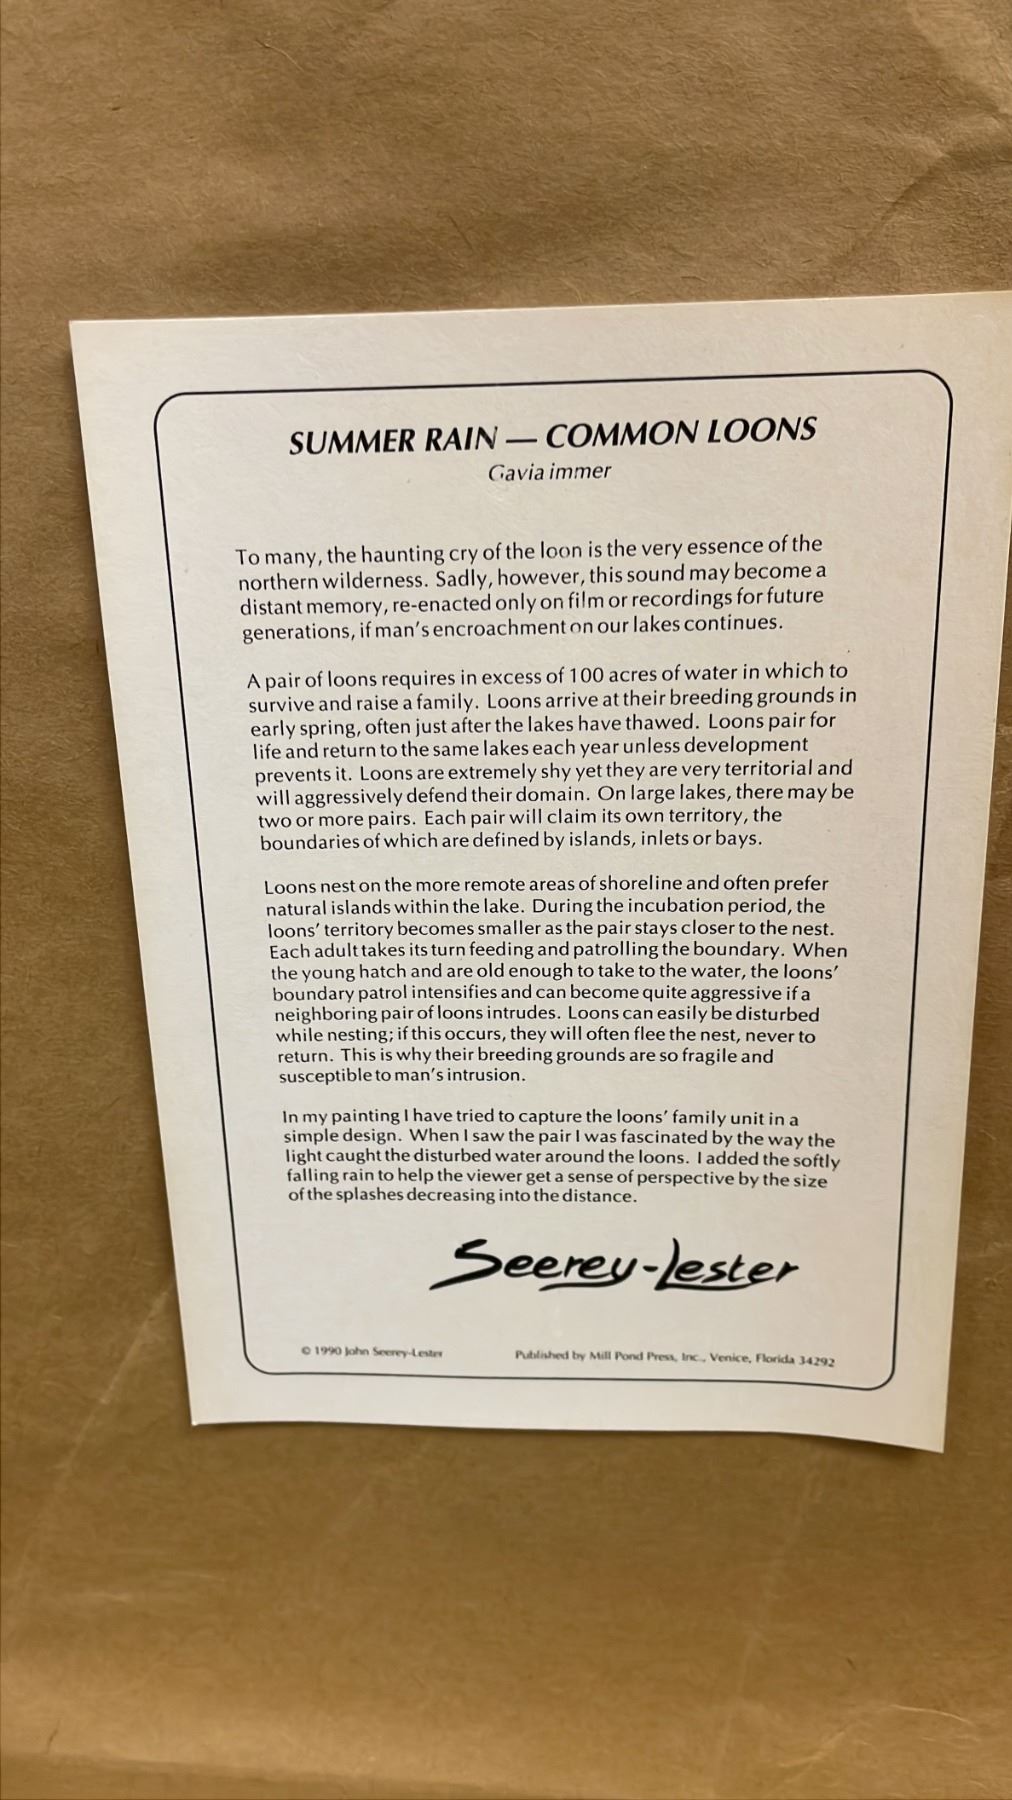 SUMMER RAIN — COMMON LOONS
Gavia immer
To many, the haunting cry of the loon is the very essence of the
northern wilderness. Sadly, however, this sound may become a
distant memory, re-enacted only on film or recordings for future
generations, if man's encroachment on our lakes continues.
A pair of loons requires in excess of 100 acres of water in which to
survive and raise a family. Loons arrive at their breeding grounds in
early spring, often just after the lakes have thawed. Loons pair for
life and return to the same lakes each year unless development
prevents it. Loons are extremely shy yet they are very territorial and
will aggressively defend their domain. On large lakes, there may be
two or more pairs. Each pair will claim its own territory, the
boundaries of which are defined by islands, inlets or bays.
Loons nest on the more remote areas of shoreline and often prefer
natural islands within the lake. During the incubation period, the
loons' territory becomes smaller as the pair stays closer to the nest.
Each adult takes its turn feeding and patrolling the boundary. When
the young hatch and are old enough to take to the water, the loons'
boundary patrol intensifies and can become quite aggressive if a
neighboring pair of loons intrudes. Loons can easily be disturbed
while nesting; if this occurs, they will often flee the nest, never to
return. This is why their breeding grounds are so fragile and
susceptible to man's intrusion.
In my painting I have tried to capture the loons' family unit in a
simple design. When I saw the pair I was fascinated by the way the
light caught the disturbed water around the loons. I added the softly
falling rain to help the viewer get a sense of perspective by the size
of the splashes decreasing into the distance.
Seerey-Lester
© 1990 John Seerey-Lester Published by Mill Pond Press, Inc., Venice, Florida 34292